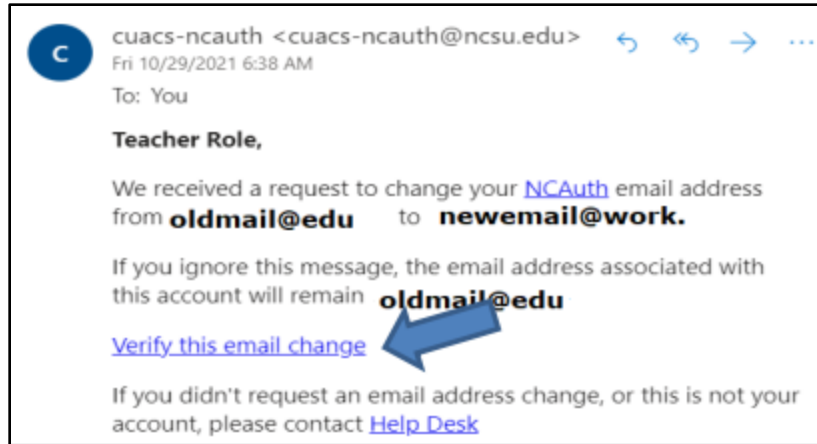 C
cuacs-ncauth <cuacs-ncauth@ncsu.edu>
Fri 10/29/2021 6:38 AM
To: You
Teacher Role,
We received a request to change your NCAuth email address
from oldmail@edu to newemail@work.
If you ignore this message, the email address associated with
this account will remain oldmail@edu
Verify this email change
If you didn't request an email address change, or this is not your
account, please contact Help Desk